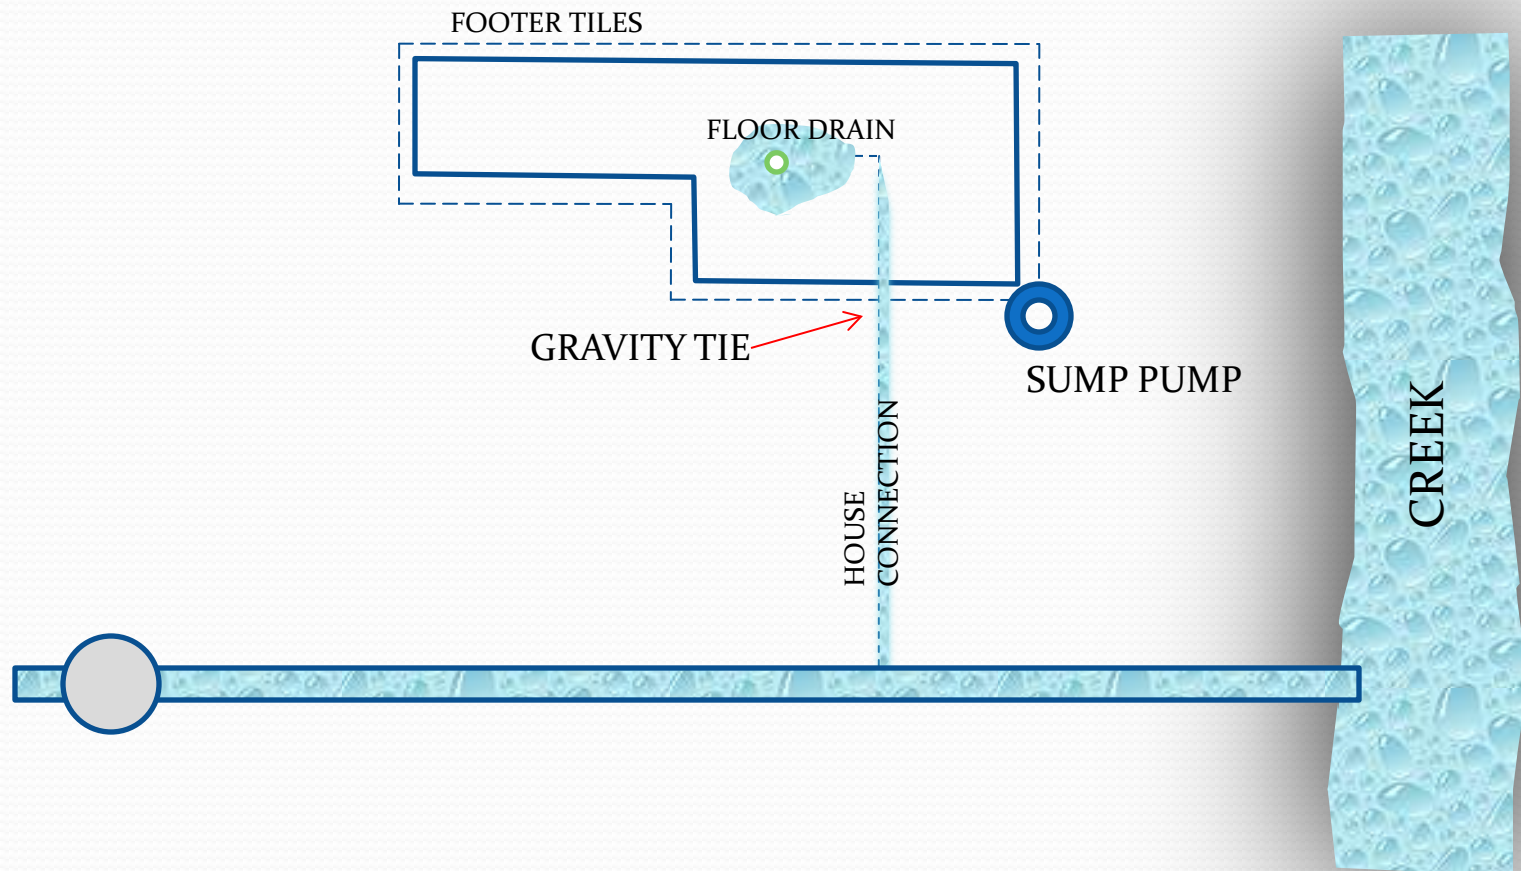 FOOTER TILES
FLOOR DRAIN
GRAVITY TIE
SUMP PUMP
HOUSE
CONNECTION
CREEK